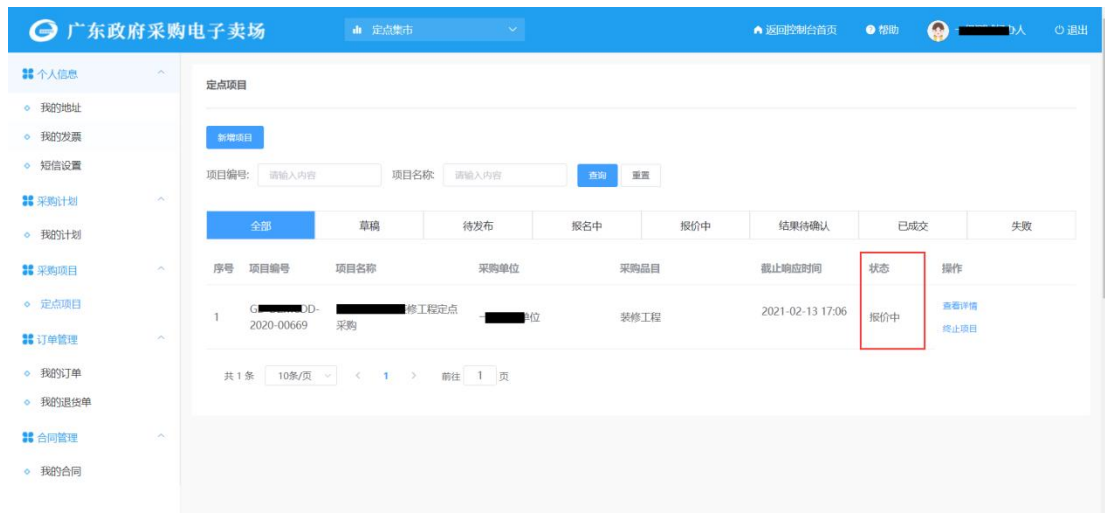 广东政府采购电子卖场
定点集市
返回控制台首页
帮助
人
退出
个人信息
我的地址
我的发票
短信设置
采购计划
我的计划
采购项目
定点项目
订单管理
我的订单
我的退货单
合同管理
我的合同
定点项目
新增项目
项目编号: 请输入内容 项目名称: 请输入内容 查询 重置
全部 草稿 待发布 报名中 报价中 结果待确认 已成交 失败
序号 项目编号 项目名称 采购单位 采购品目 截止响应时间 状态 操作
1 DD-2020-00669 修工程定点采购 单位 装修工程 2021-02-13 17:06 报价中 查看详情 终止项目
共 1 条 10条/页 1 前往 1 页